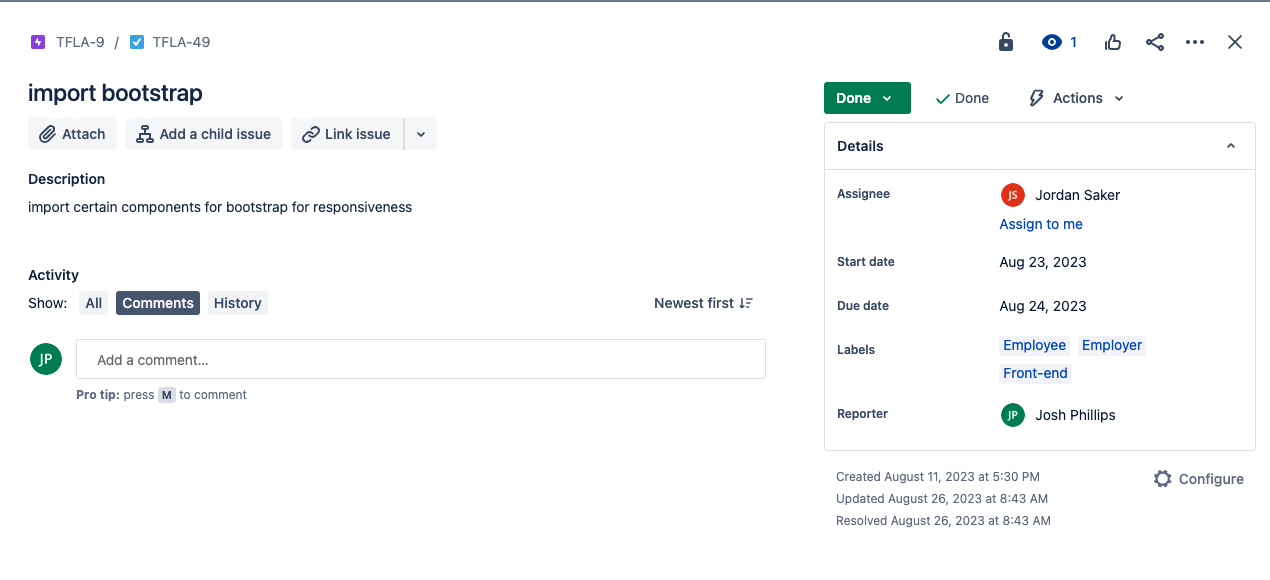 TFLA-9 / TFLA-49
1
import bootstrap
Attach
Add a child issue
Link issue
Description
import certain components for bootstrap for responsiveness
Activity
Show: All Comments History
Newest first
JP
Add a comment...
Pro tip: press M to comment
Done
Done
Actions
Details
Assignee
JS Jordan Saker
Assign to me
Start date
Aug 23, 2023
Due date
Aug 24, 2023
Labels
Employee Employer
Front-end
Reporter
JP Josh Phillips
Created August 11, 2023 at 5:30 PM
Updated August 26, 2023 at 8:43 AM
Resolved August 26, 2023 at 8:43 AM
Configure